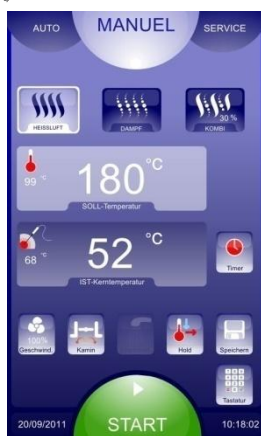 AUTO MANUEL SERVICE
HEISSLUFT DAMPF KOMBI 30 %
99 °C 180 °C
SOLL-Temperatur
68 °C 52 °C
IST-Kerntemperatur
Timer
100%
Geschwind. Kamin Hold Speichern
Tastatur
20/09/2011 START 10:18:02